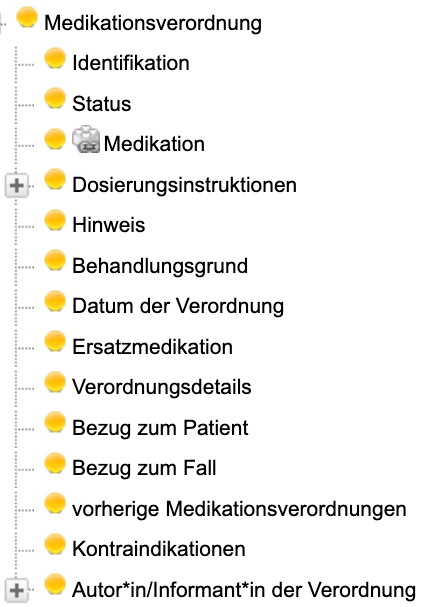 Medikationsverordnung
Identifikation
Status
Medikation
Dosierungsinstruktionen
Hinweis
Behandlungsgrund
Datum der Verordnung
Ersatzmedikation
Verordnungsdetails
Bezug zum Patient
Bezug zum Fall
vorherige Medikationsverordnungen
Kontraindikationen
Autor*in/Informant*in der Verordnung